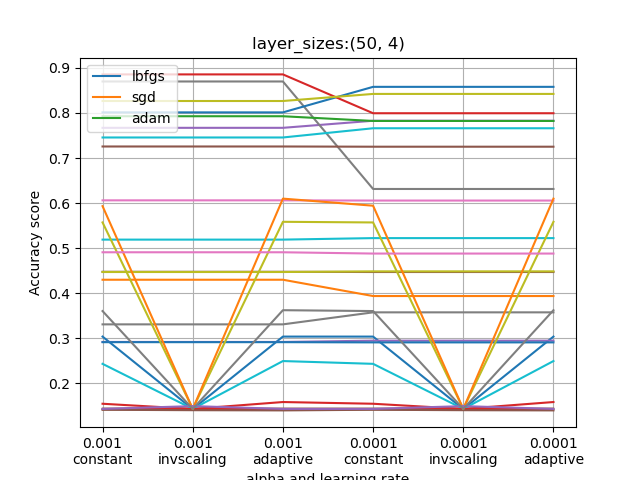 layer_sizes:(50, 4)
0.9
0.8
0.7
0.6
0.5
0.4
0.3
0.2
Accuracy score
lbfgs
sgd
adam
0.001 0.001 0.001 0.0001 0.0001 0.0001
constant invscaling adaptive constant invscaling adaptive
alpha and learning rate